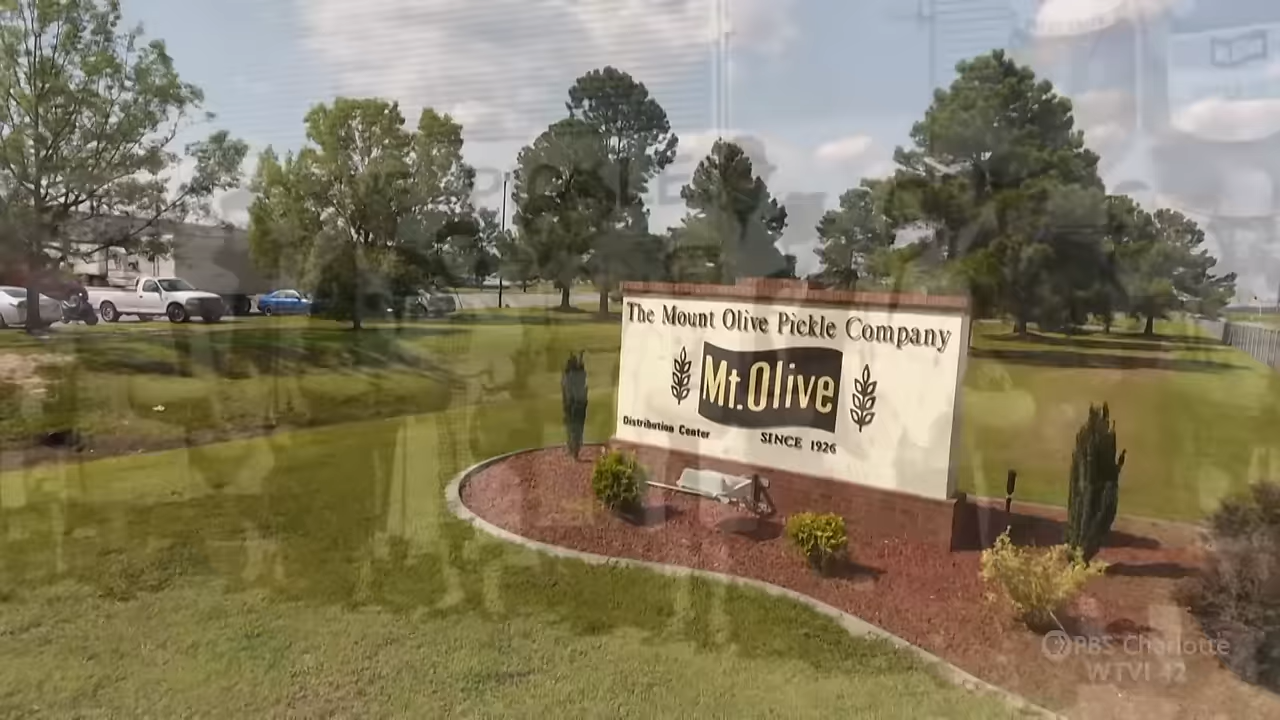 The Mount Olive Pickle Company
Mt. Olive
Distribution Center
SINCE 1926
PBS Charlotte
WTVI 42